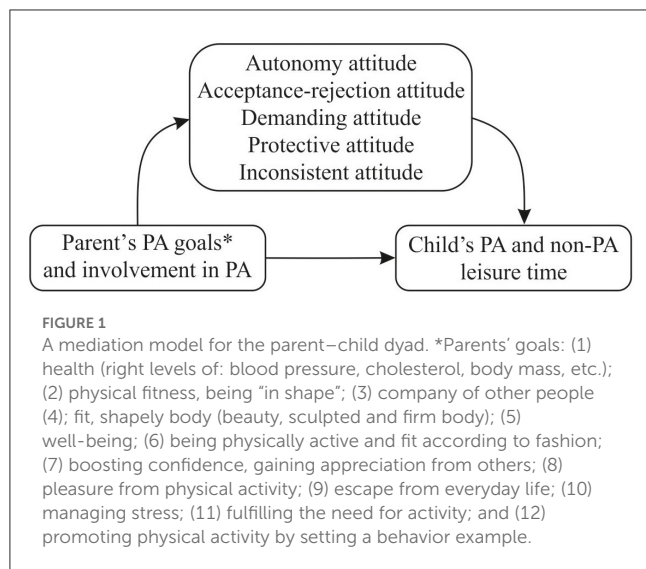 Autonomy attitude
Acceptance-rejection attitude
Demanding attitude
Protective attitude
Inconsistent attitude
Parent's PA goals*
and involvement in PA
Child's PA and non-PA
leisure time
FIGURE 1
A mediation model for the parent–child dyad. *Parents' goals: (1)
health (right levels of: blood pressure, cholesterol, body mass, etc.);
(2) physical fitness, being “in shape”; (3) company of other people
(4); fit, shapely body (beauty, sculpted and firm body); (5)
well-being; (6) being physically active and fit according to fashion;
(7) boosting confidence, gaining appreciation from others; (8)
pleasure from physical activity; (9) escape from everyday life; (10)
managing stress; (11) fulfilling the need for activity; and (12)
promoting physical activity by setting a behavior example.